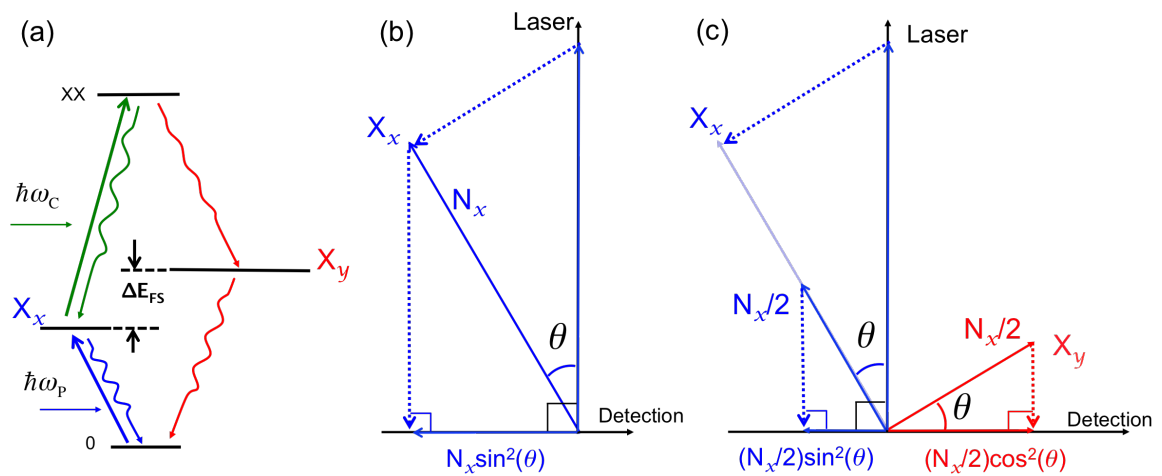 (a)
XX
ħω_C
ΔE_FS
X_y
X_x
ħω_P
0
(b)
Laser
X_x
N_x
θ
Detection
N_x sin²(θ)
(c)
Laser
X_x
N_x/2
θ
N_x/2
X_y
θ
Detection
(N_x/2)sin²(θ)
(N_x/2)cos²(θ)